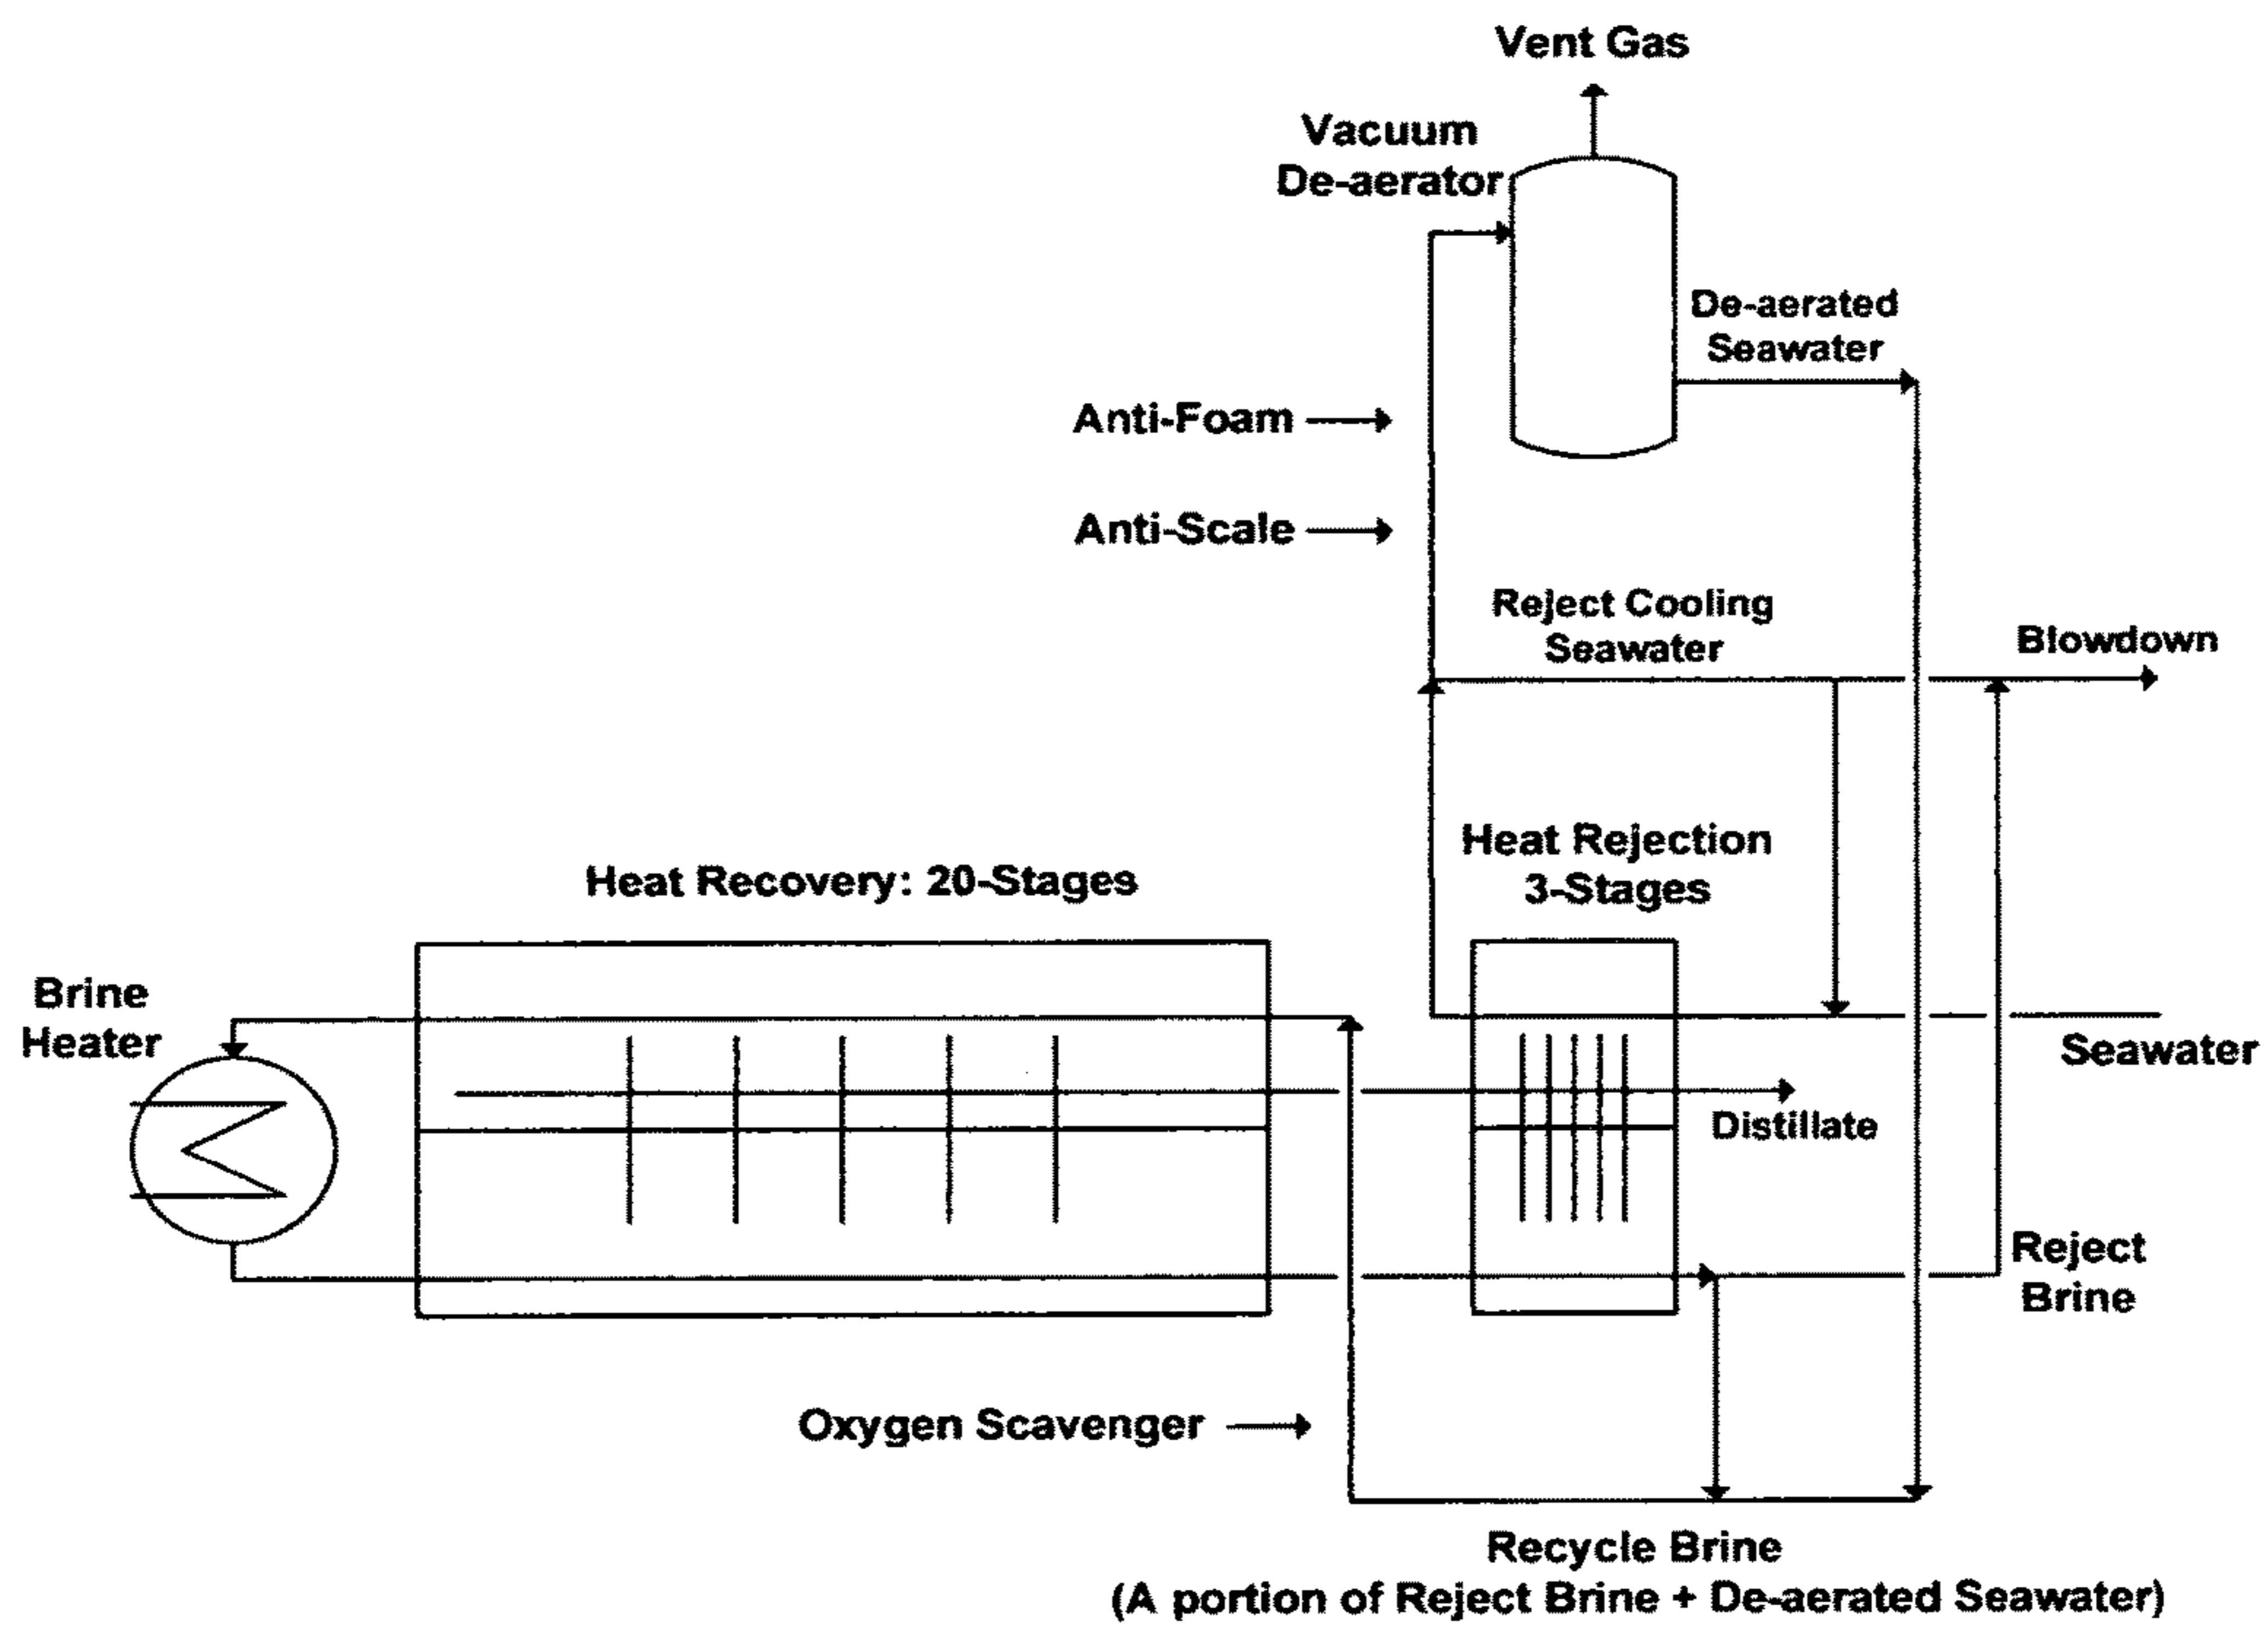 Vent Gas
Vacuum
De-aerator
De-aerated
Seawater
Anti-Foam
Anti-Scale
Reject Cooling
Seawater
Blowdown
Heat Rejection
3-Stages
Heat Recovery: 20-Stages
Brine
Heater
Seawater
Distillate
Reject
Brine
Oxygen Scavenger
Recycle Brine
(A portion of Reject Brine + De-aerated Seawater)